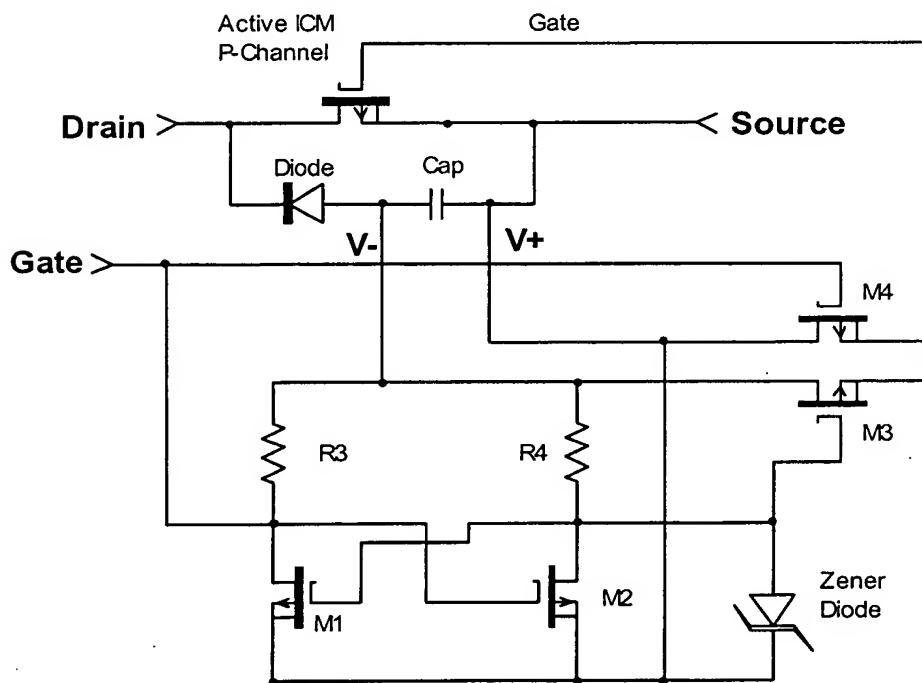 Active ICM
P-Channel
Gate
Drain
Source
Diode
Cap
V-
V+
Gate
M4
M3
R3
R4
M1
M2
Zener
Diode